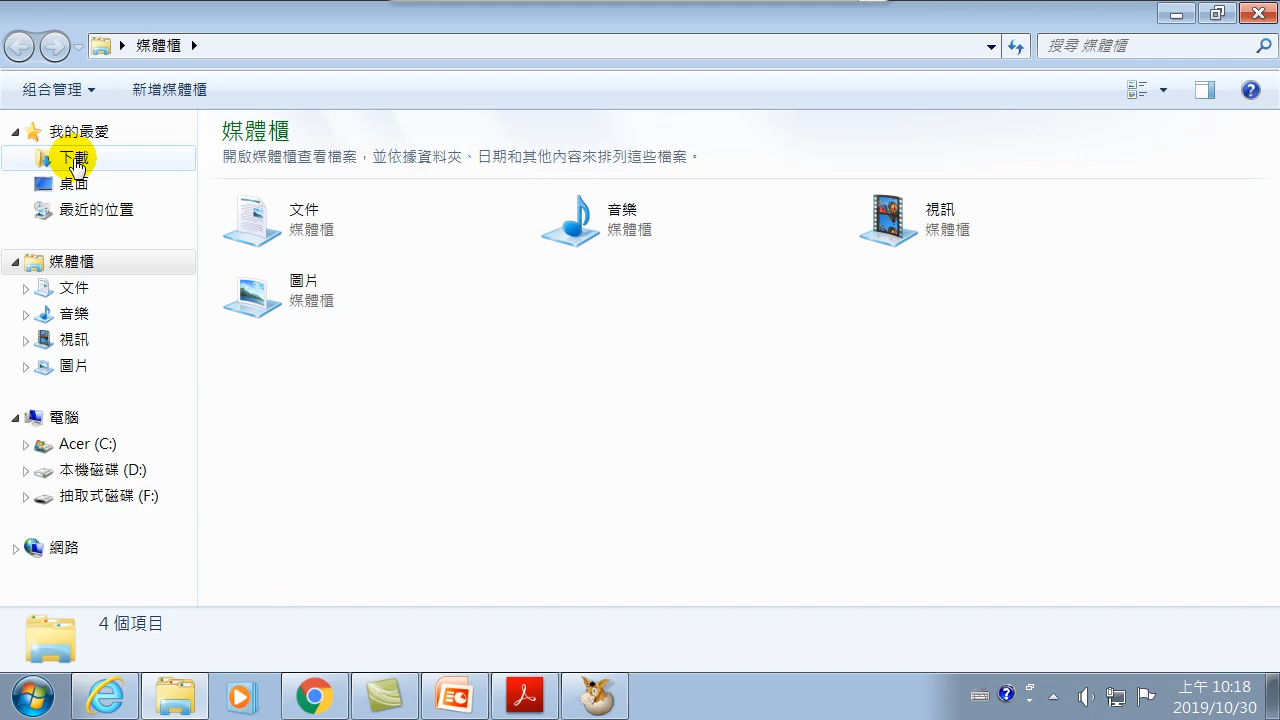 媒體櫃
搜尋 媒體櫃
組合管理
新增媒體櫃
我的最愛
下載
桌面
最近的位置
媒體櫃
文件
音樂
視訊
圖片
電腦
Acer (C:)
本機磁碟 (D:)
抽取式磁碟 (F:)
網路
媒體櫃
開啟媒體櫃查看檔案，並依據資料夾、日期和其他內容來排列這些檔案。
文件
媒體櫃
音樂
媒體櫃
視訊
媒體櫃
圖片
媒體櫃
4 個項目
上午 10:18
2019/10/30